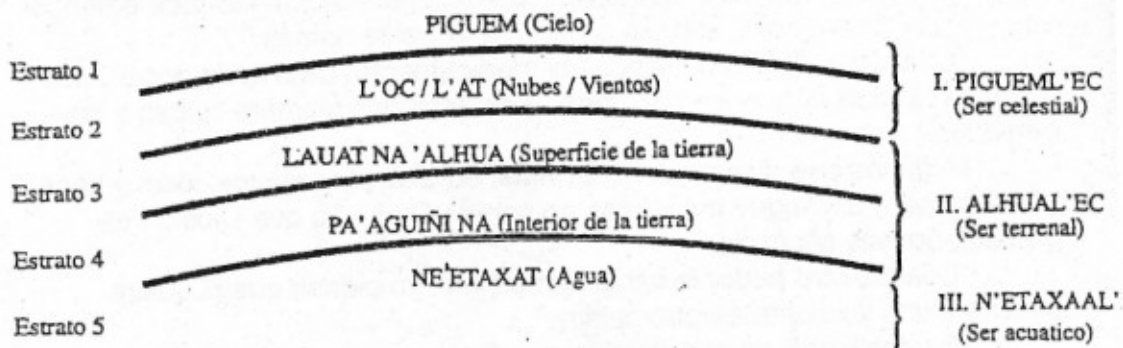 PIGUEM (Cielo)
Estrato 1
L'OC / L'AT (Nubes / Vientos)
I. PIGUEML'EC
(Ser celestial)
Estrato 2
LAUAT NA 'ALHUA (Superficie de la tierra)
Estrato 3
II. ALHUAL'EC
(Ser terrenal)
PA'AGUIÑI NA (Interior de la tierra)
Estrato 4
NE'ETAXAT (Agua)
III. N'ETAXAAL'
(Ser acuatico)
Estrato 5